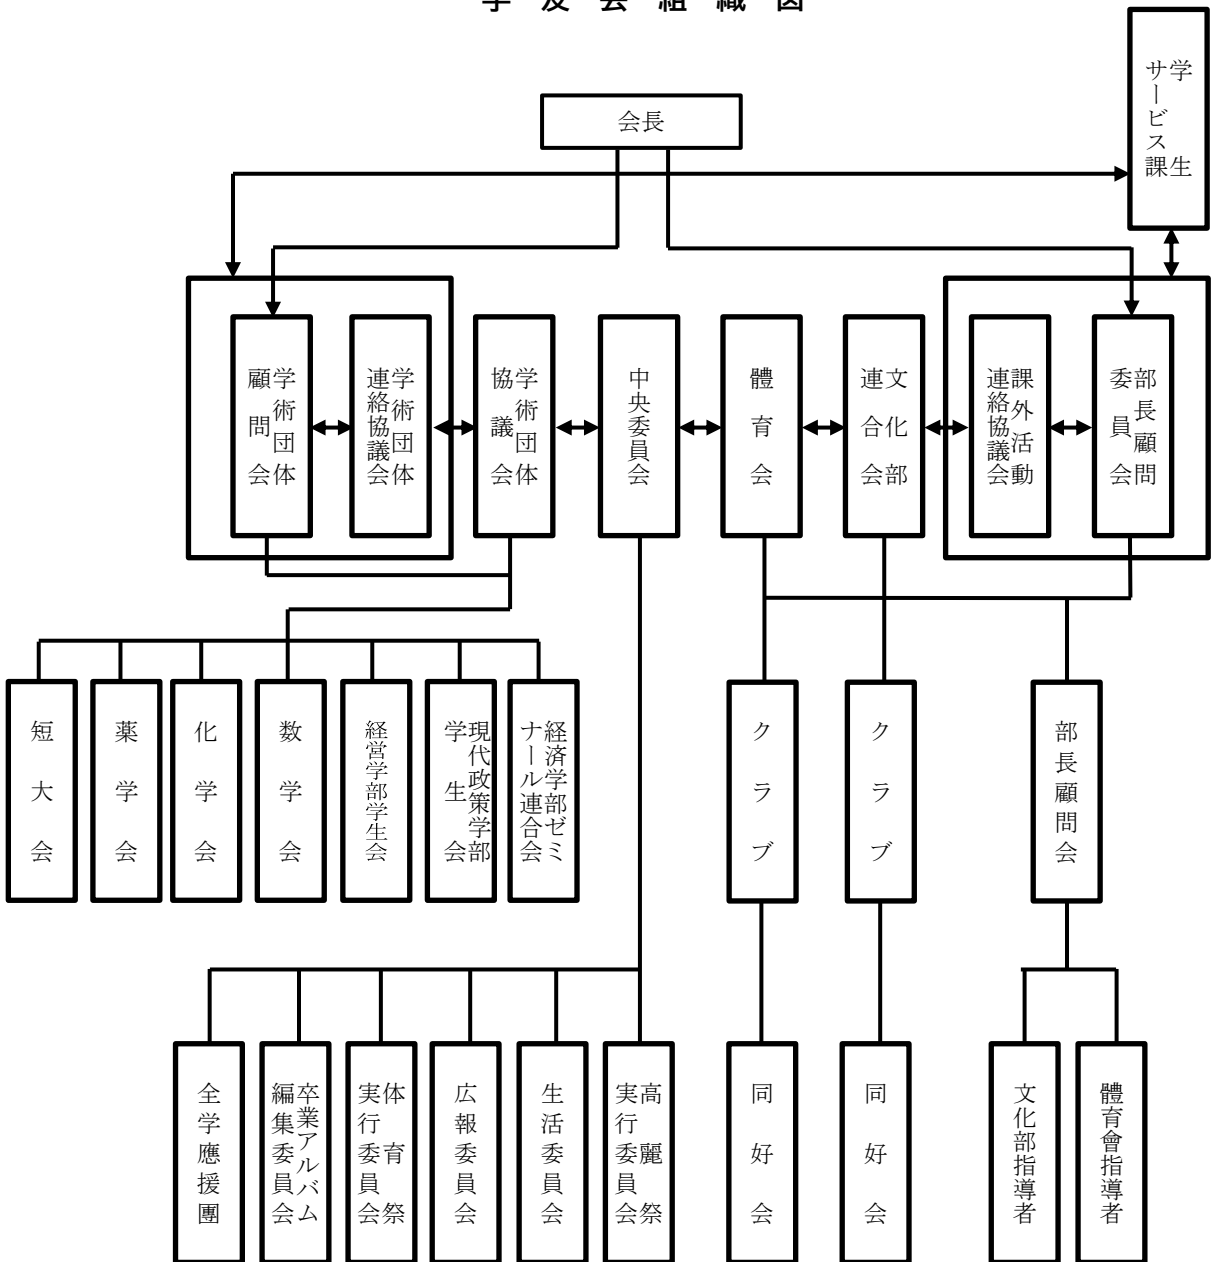 学友会組織図
学生
サービス課
会長
学術団体
顧問会
学術団体
連絡協議会
学術団体
協議会
中央委員会
體育会
文化部
連合会
課外活動
連絡協議会
部長顧問
委員会
短大会
薬学会
化学会
数学会
経営学部学生会
現代政策学部
学生会
経済学部ゼミ
ナール連合会
クラブ
クラブ
部長顧問会
全学應援團
卒業アルバム
編集委員会
体育祭
実行委員会
広報委員会
生活委員会
高麗祭
実行委員会
同好会
同好会
文化部指導者
體育會指導者